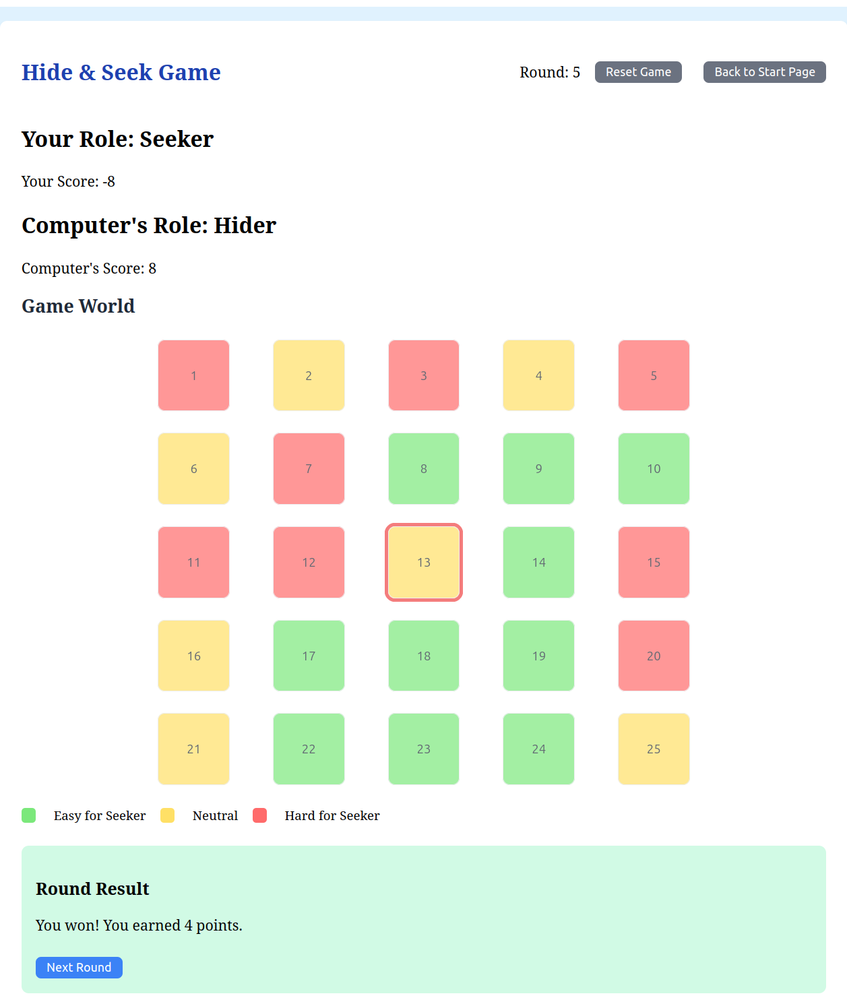 Hide & Seek Game
Round: 5
Reset Game
Back to Start Page
Your Role: Seeker
Your Score: -8
Computer's Role: Hider
Computer's Score: 8
Game World
1 2 3 4 5
6 7 8 9 10
11 12 13 14 15
16 17 18 19 20
21 22 23 24 25
Easy for Seeker Neutral Hard for Seeker
Round Result
You won! You earned 4 points.
Next Round